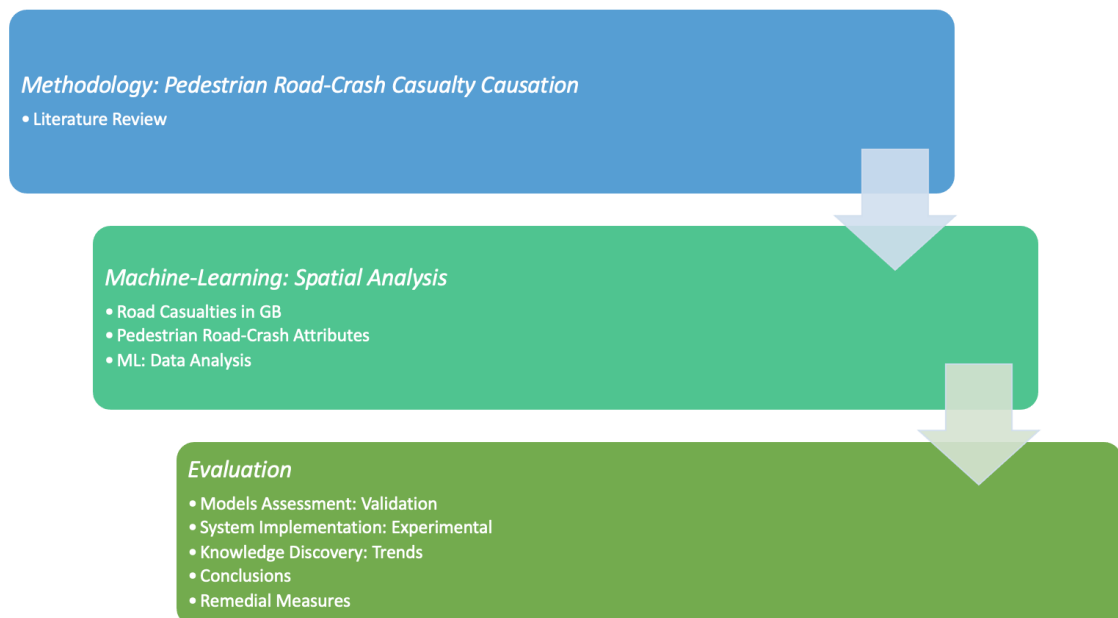 Methodology: Pedestrian Road-Crash Casualty Causation
• Literature Review
Machine-Learning: Spatial Analysis
• Road Casualties in GB
• Pedestrian Road-Crash Attributes
• ML: Data Analysis
Evaluation
• Models Assessment: Validation
• System Implementation: Experimental
• Knowledge Discovery: Trends
• Conclusions
• Remedial Measures